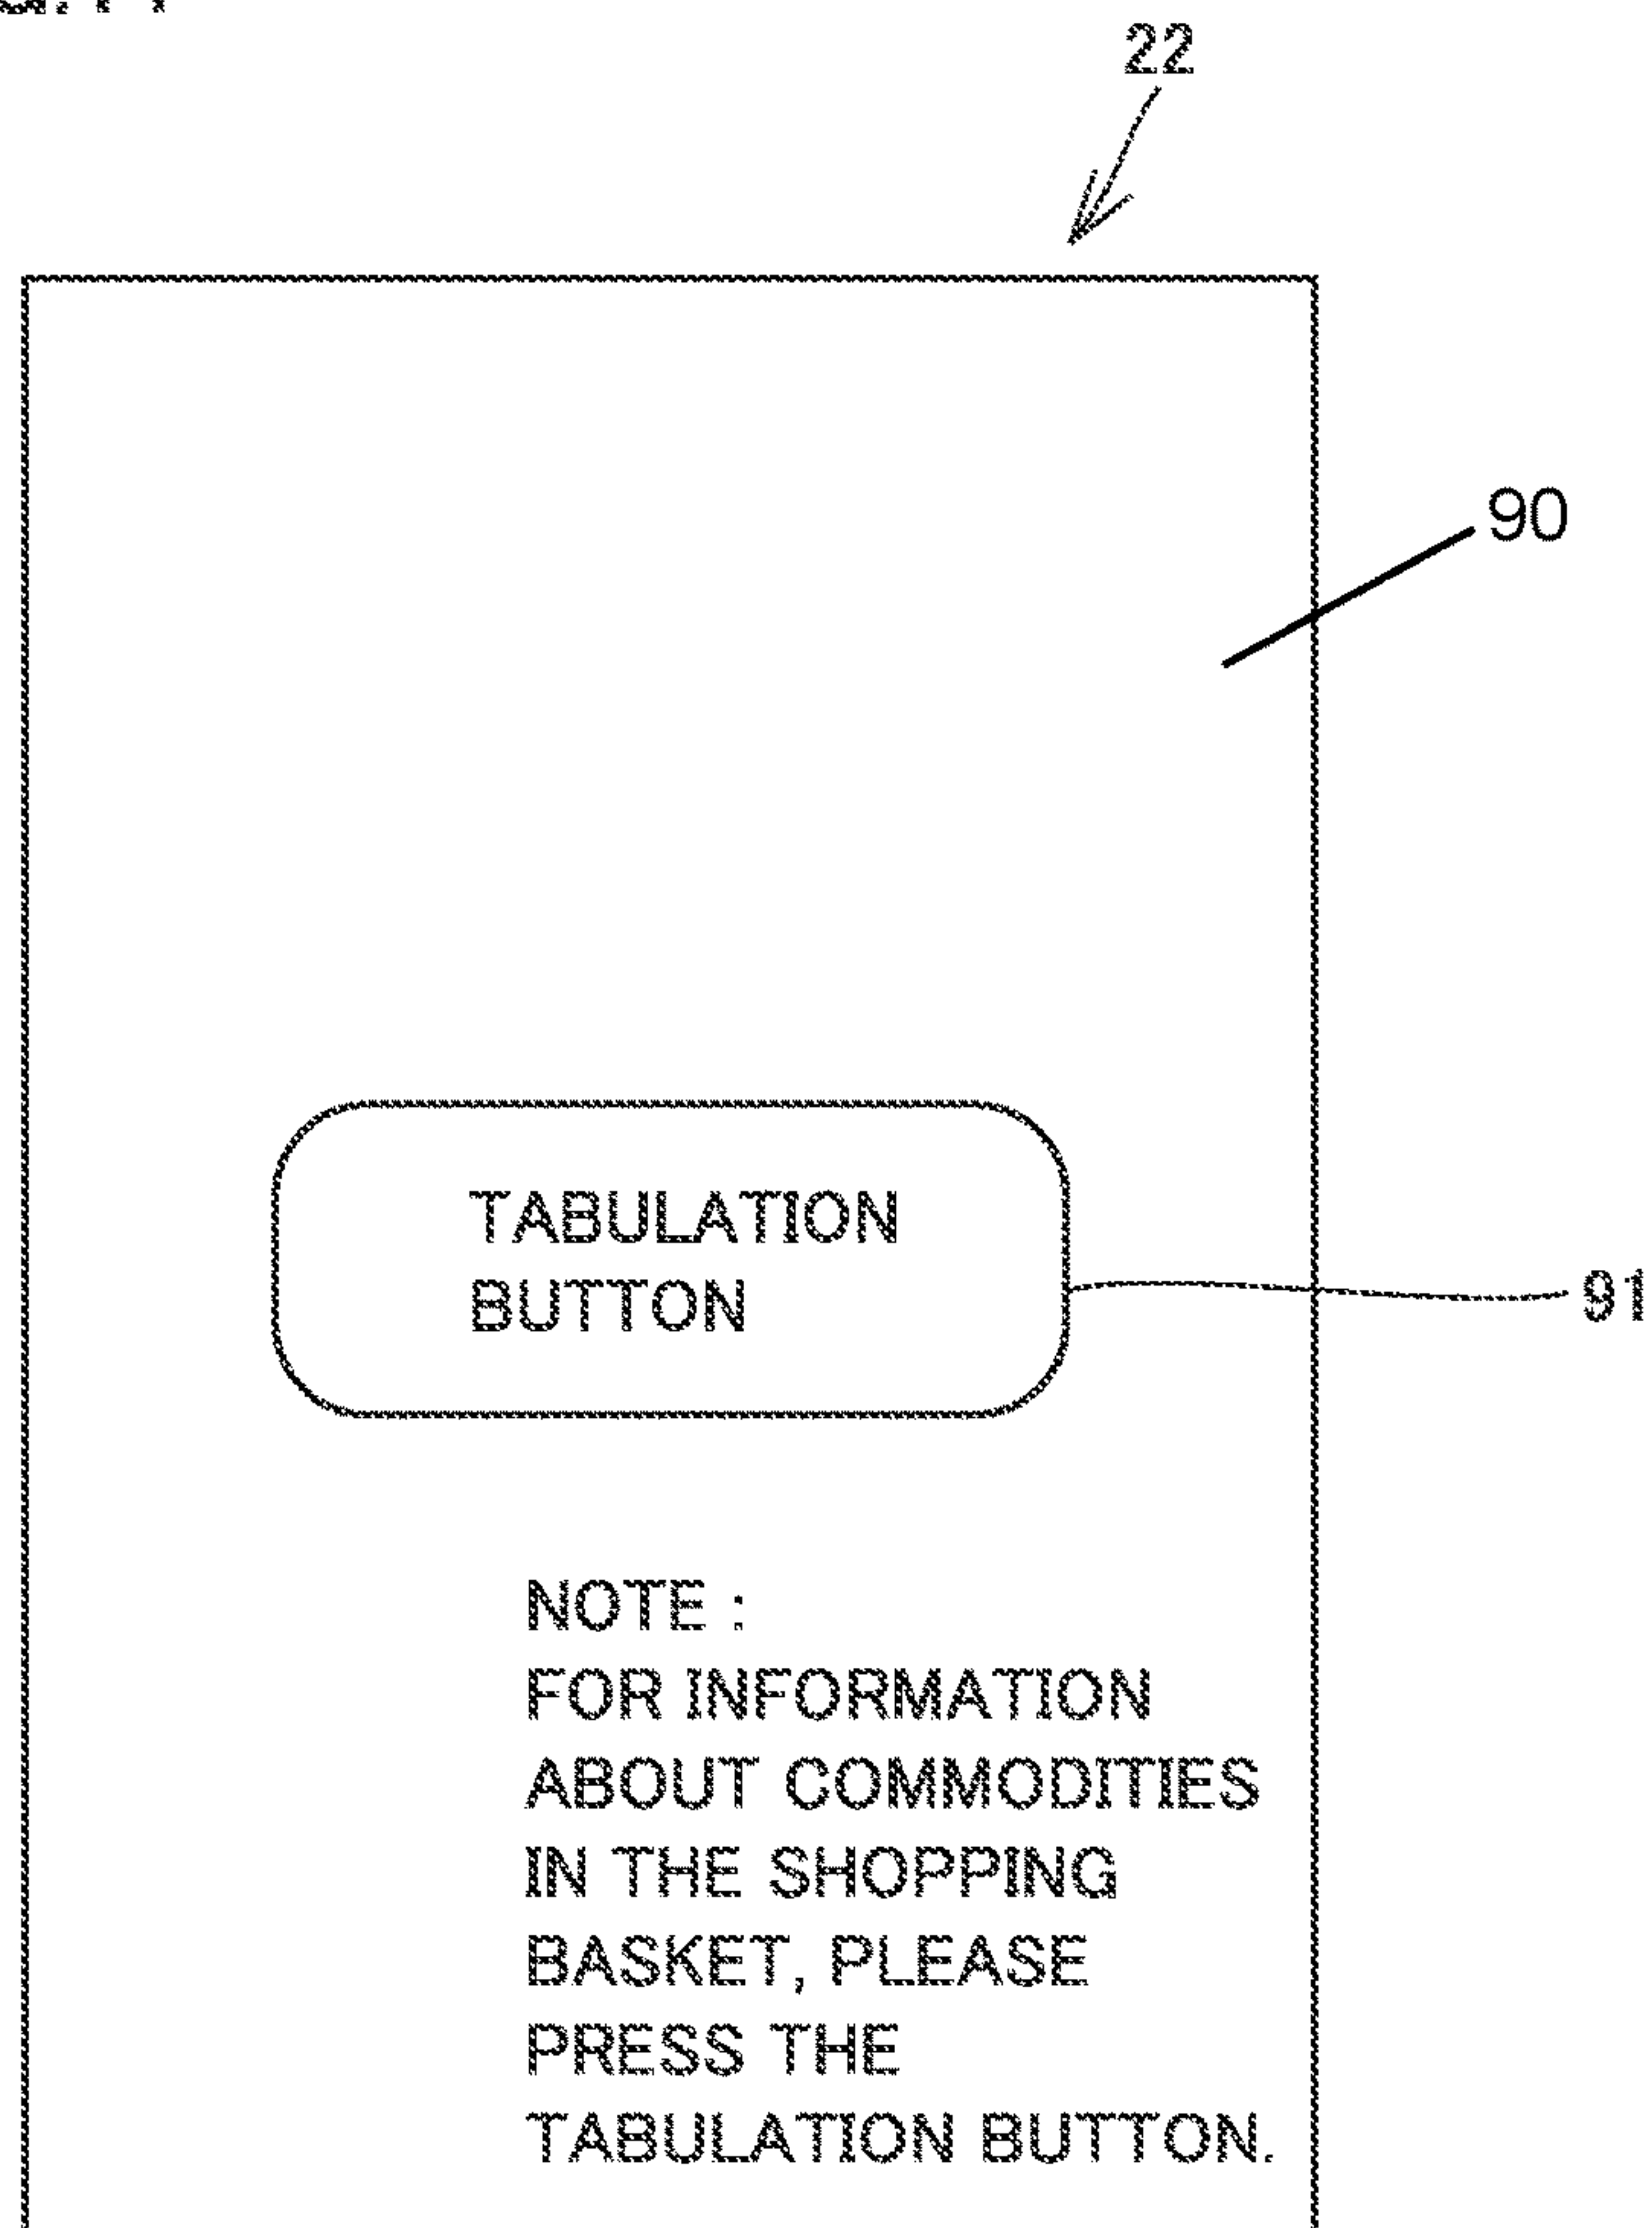 22
90
TABULATION
BUTTON
91
NOTE :
FOR INFORMATION
ABOUT COMMODITIES
IN THE SHOPPING
BASKET, PLEASE
PRESS THE
TABULATION BUTTON.